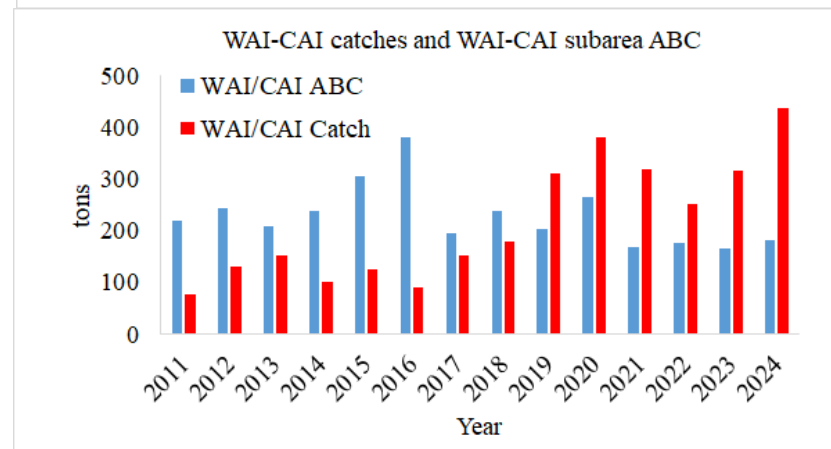 WAI-CAI catches and WAI-CAI subarea ABC
500
WAI/CAI ABC
400
WAI/CAI Catch
300
tons
200
100
0
2011 2012 2013 2014 2015 2016 2017 2018 2019 2020 2021 2022 2023 2024
Year